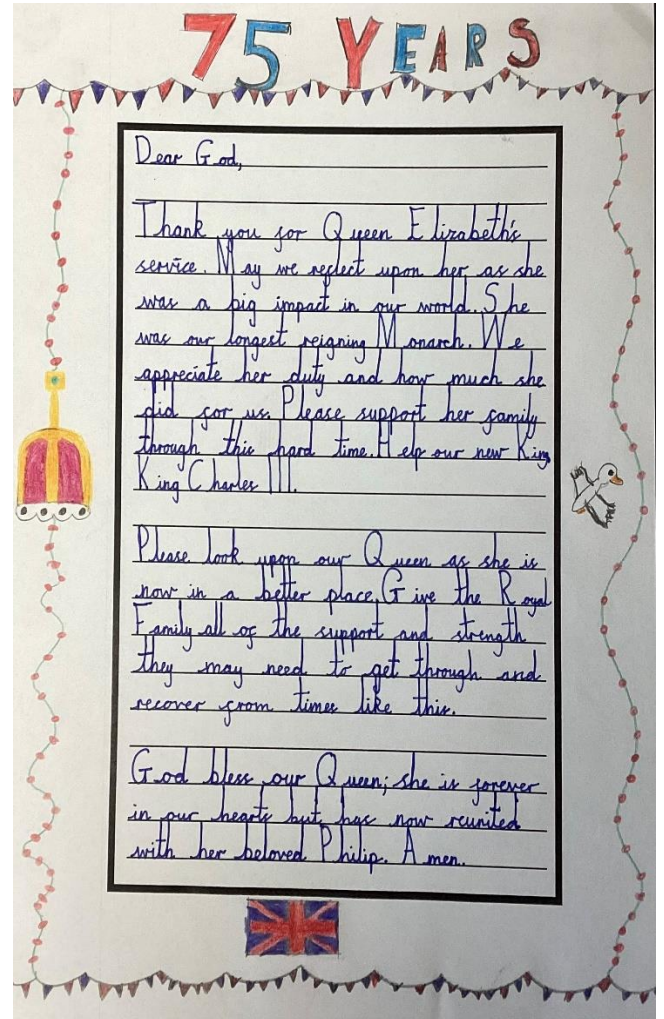 75 YEARS
Dear God,
Thank you for Queen Elizabeth's
service. May we reflect upon her as she
was a big impact in our world. She
was our longest reigning Monarch. We
appreciate her duty and how much she
did for us. Please support her family
through this hard time. Help our new King
King Charles III.
Please look upon our Queen as she is
now in a better place. Give the Royal
Family all of the support and strength
they may need to get through and
recover from times like this.
God bless our Queen; she is forever
in our hearts but has now reunited
with her beloved Philip. Amen.